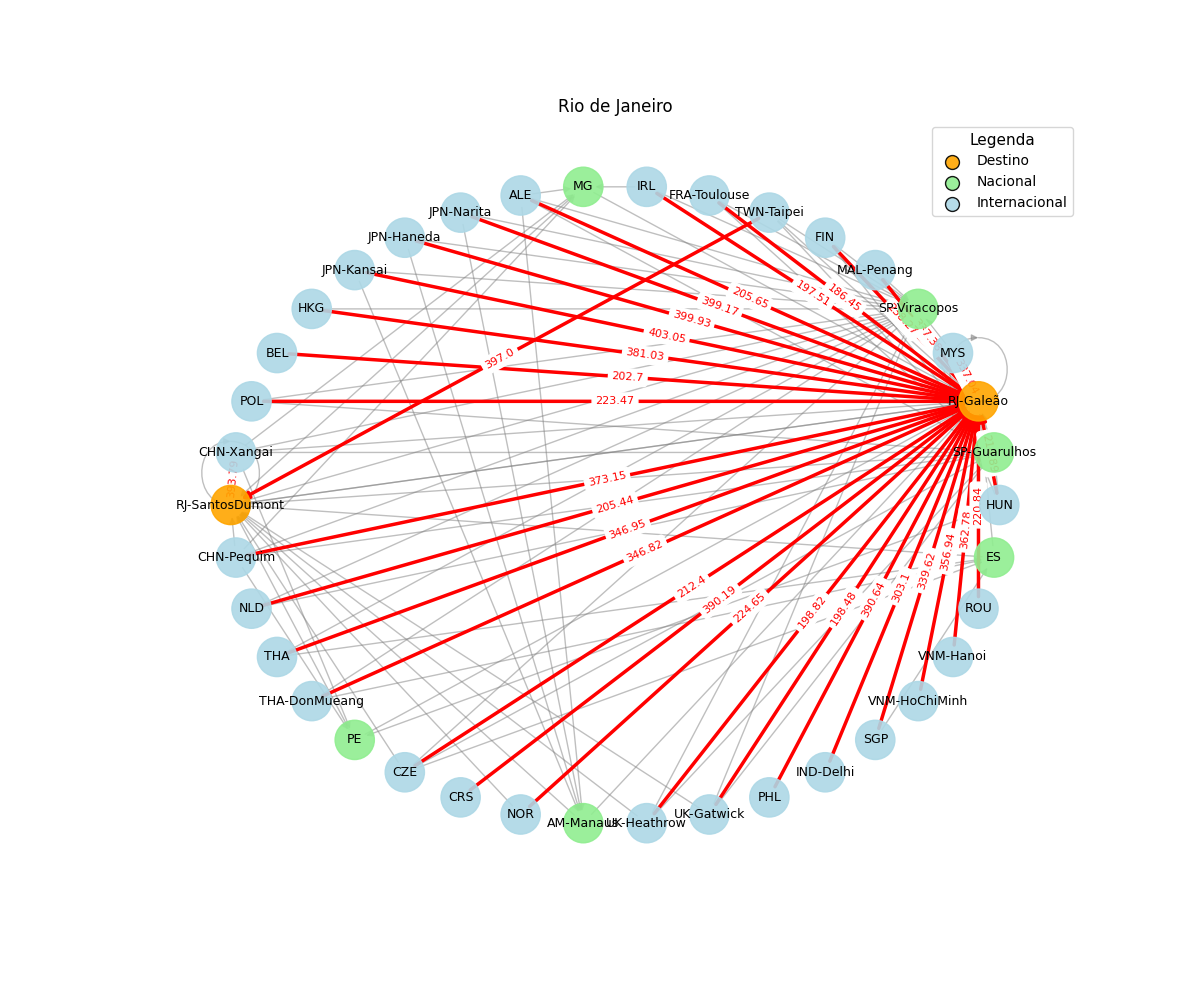 Rio de Janeiro
Legenda
Destino
Nacional
Internacional
MG
IRL
ALE
FRA-Toulouse
JPN-Narita
TWN-Taipei
JPN-Haneda
FIN
JPN-Kansai
MAL-Penang
HKG
SP-Viracopos
BEL
MYS
POL
RJ-Galeão
CHN-Xangai
SP-Guarulhos
RJ-SantosDumont
HUN
CHN-Pequim
ES
NLD
ROU
THA
VNM-Hanoi
THA-DonMueang
VNM-HoChiMinh
PE
SGP
CZE
IND-Delhi
CRS
PHL
NOR
UK-Gatwick
AM-Manaus
UK-Heathrow
205.65
197.51
186.45
399.17
399.93
403.05
381.03
397.0
202.7
223.47
373.15
205.44
346.95
346.82
212.4
390.19
224.65
198.82
198.48
390.64
303.1
339.62
356.94
362.78
220.84